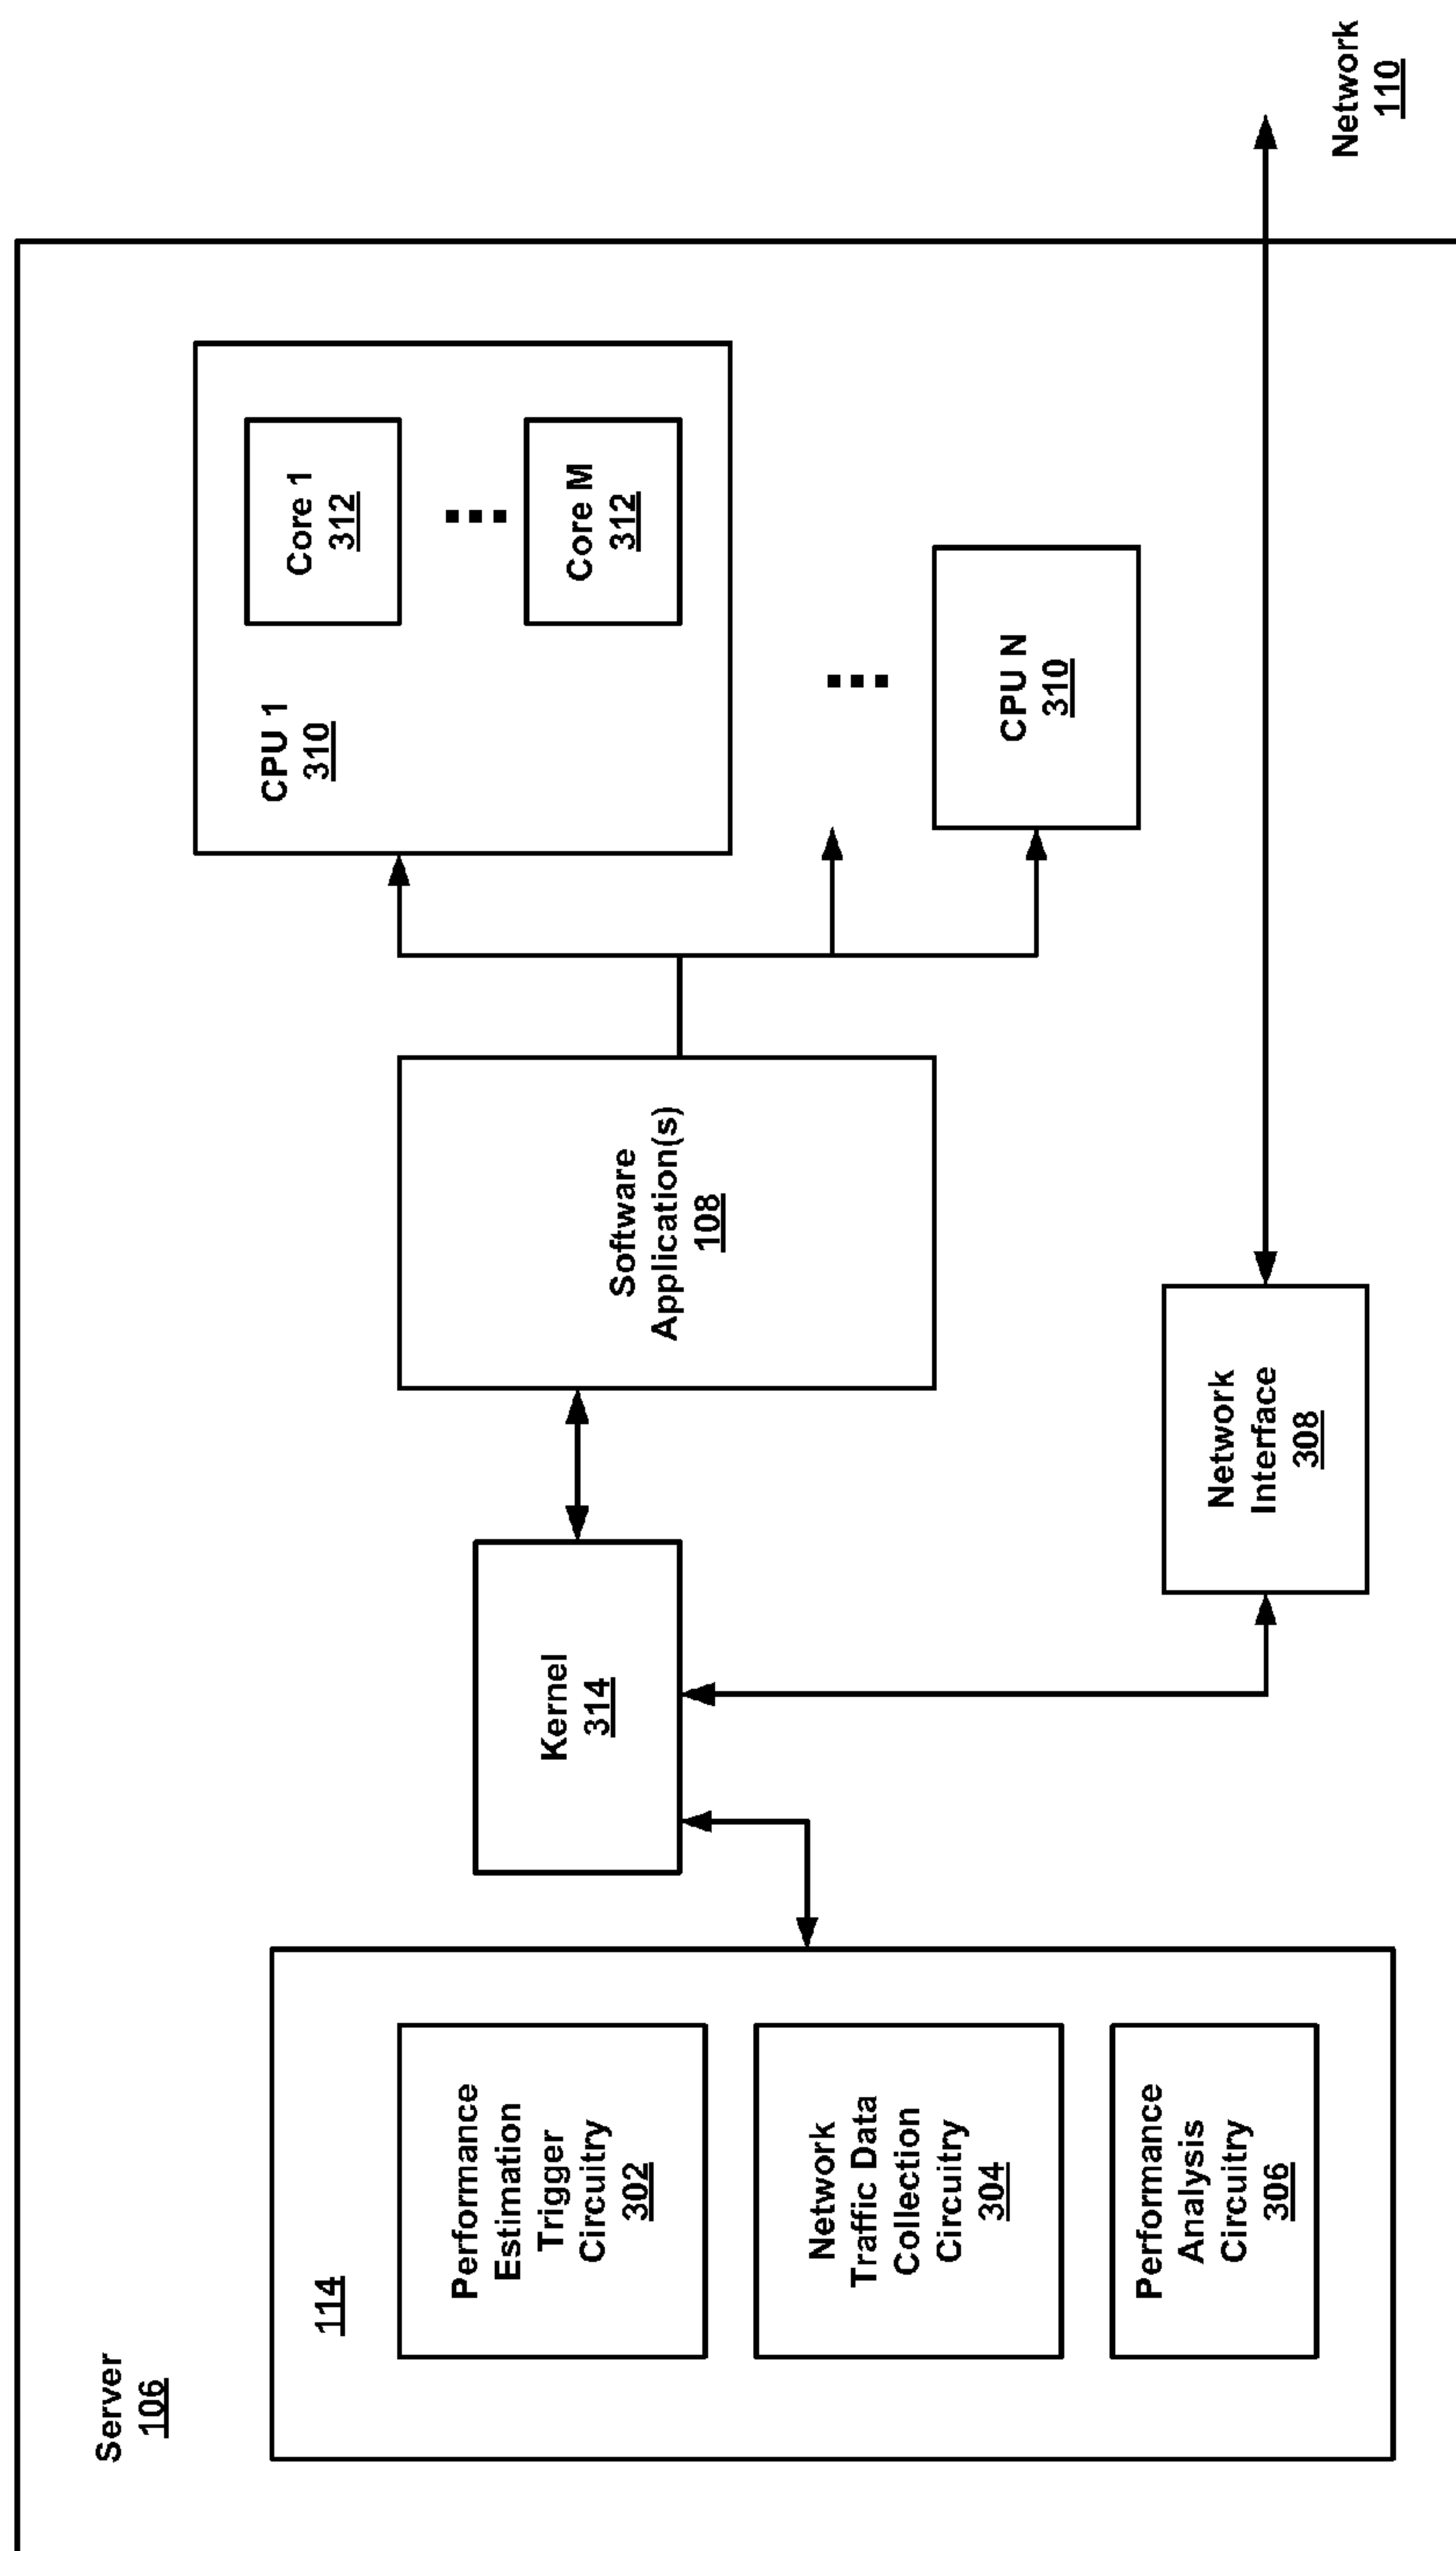 Server
106
114
Performance
Estimation
Trigger
Circuitry
302
Network
Traffic Data
Collection
Circuitry
304
Performance
Analysis
Circuitry
306
Kernel
314
Software
Application(s)
108
Network
Interface
308
CPU 1
310
Core 1
312
Core M
312
CPU N
310
Network
110